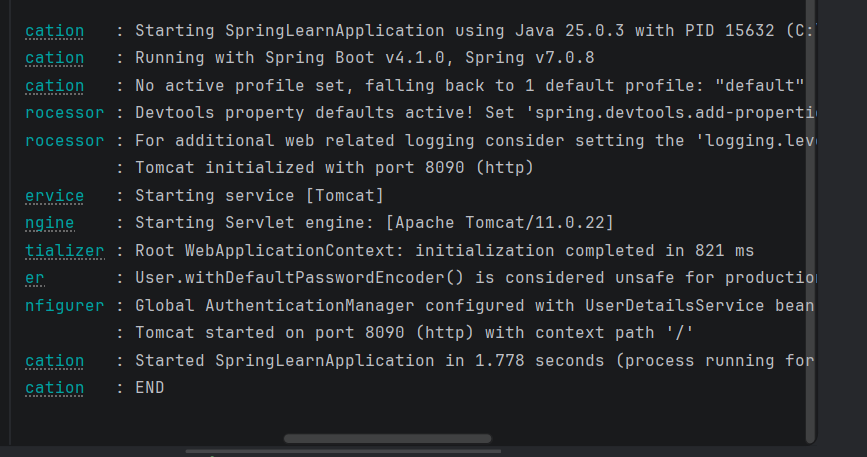 cation : Starting SpringLearnApplication using Java 25.0.3 with PID 15632 (C:
cation : Running with Spring Boot v4.1.0, Spring v7.0.8
cation : No active profile set, falling back to 1 default profile: "default"
rocessor : Devtools property defaults active! Set 'spring.devtools.add-properti
rocessor : For additional web related logging consider setting the 'logging.lev
: Tomcat initialized with port 8090 (http)
ervice : Starting service [Tomcat]
ngine : Starting Servlet engine: [Apache Tomcat/11.0.22]
tializer : Root WebApplicationContext: initialization completed in 821 ms
er : User.withDefaultPasswordEncoder() is considered unsafe for production
nfigurer : Global AuthenticationManager configured with UserDetailsService bean
: Tomcat started on port 8090 (http) with context path '/'
cation : Started SpringLearnApplication in 1.778 seconds (process running for
cation : END